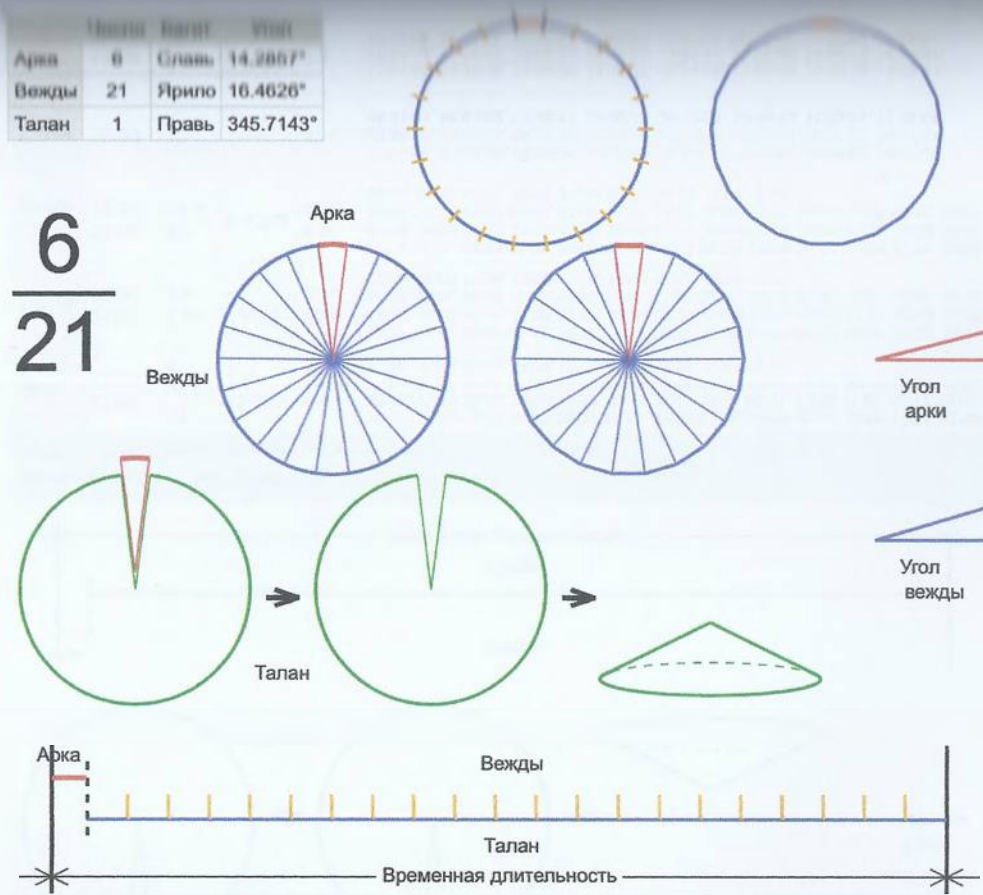 Арка 6 Славь 14.2857°
Вежды 21 Ярило 16.4626°
Талан 1 Правь 345.7143°
6
21
Арка
Вежды
Угол
арки
Угол
вежды
Талан
Арка
Вежды
Талан
Временная длительность